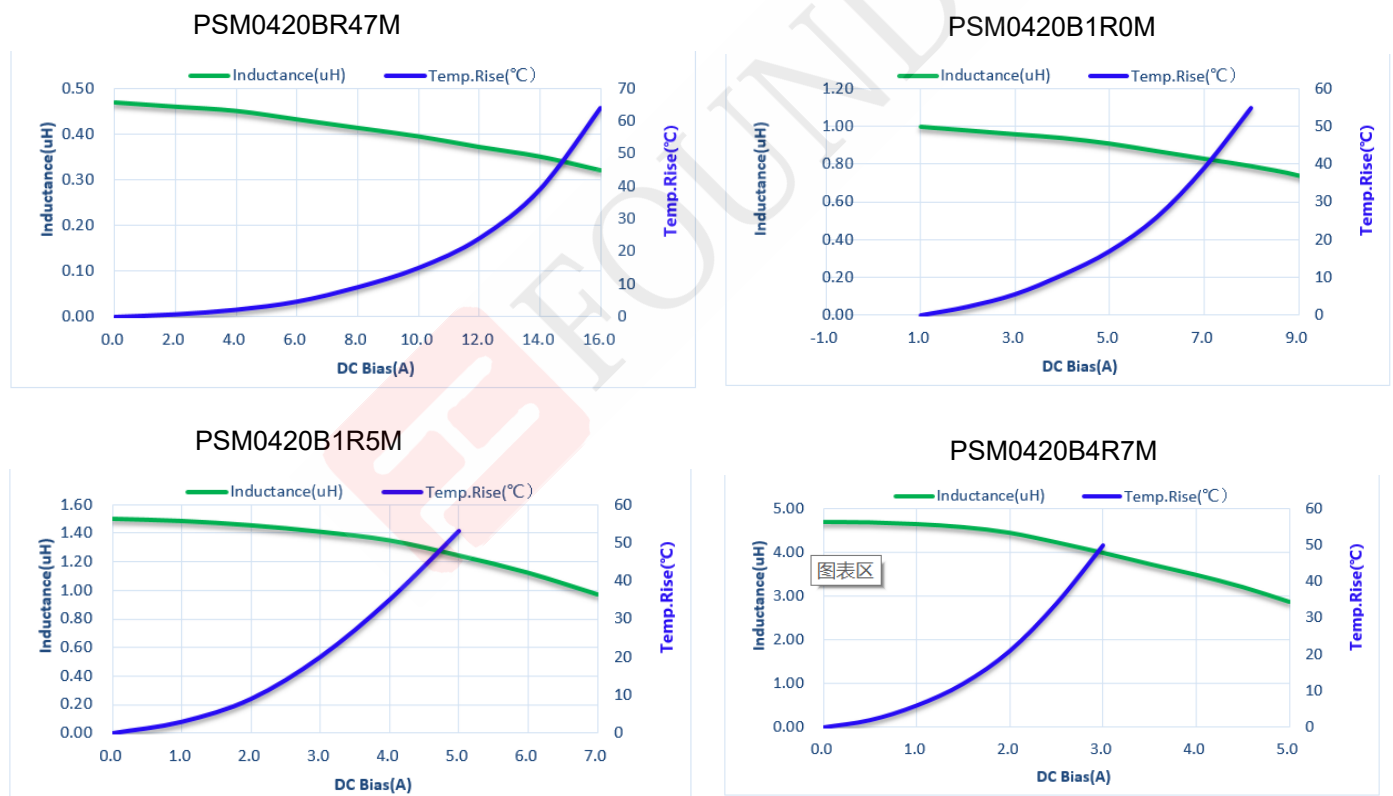 PSM0420BR47M
Inductance(uH) Temp.Rise(℃)
0.50
0.40
0.30
0.20
0.10
0.00
Inductance(uH)
70
60
50
40
30
20
10
0
Temp.Rise(℃)
0.0 2.0 4.0 6.0 8.0 10.0 12.0 14.0 16.0
DC Bias(A)
PSM0420B1R0M
Inductance(uH) Temp.Rise(℃)
1.20
1.00
0.80
0.60
0.40
0.20
0.00
Inductance(uH)
60
50
40
30
20
10
0
Temp.Rise(℃)
-1.0 1.0 3.0 5.0 7.0 9.0
DC Bias(A)
PSM0420B1R5M
Inductance(uH) Temp.Rise(℃)
1.60
1.40
1.20
1.00
0.80
0.60
0.40
0.20
0.00
Inductance(uH)
60
50
40
30
20
10
0
Temp.Rise(℃)
0.0 1.0 2.0 3.0 4.0 5.0 6.0 7.0
DC Bias(A)
PSM0420B4R7M
Inductance(uH) Temp.Rise(℃)
5.00
4.00
3.00
2.00
1.00
0.00
Inductance(uH)
图表区
60
50
40
30
20
10
0
Temp.Rise(℃)
0.0 1.0 2.0 3.0 4.0 5.0
DC Bias(A)
FOUND